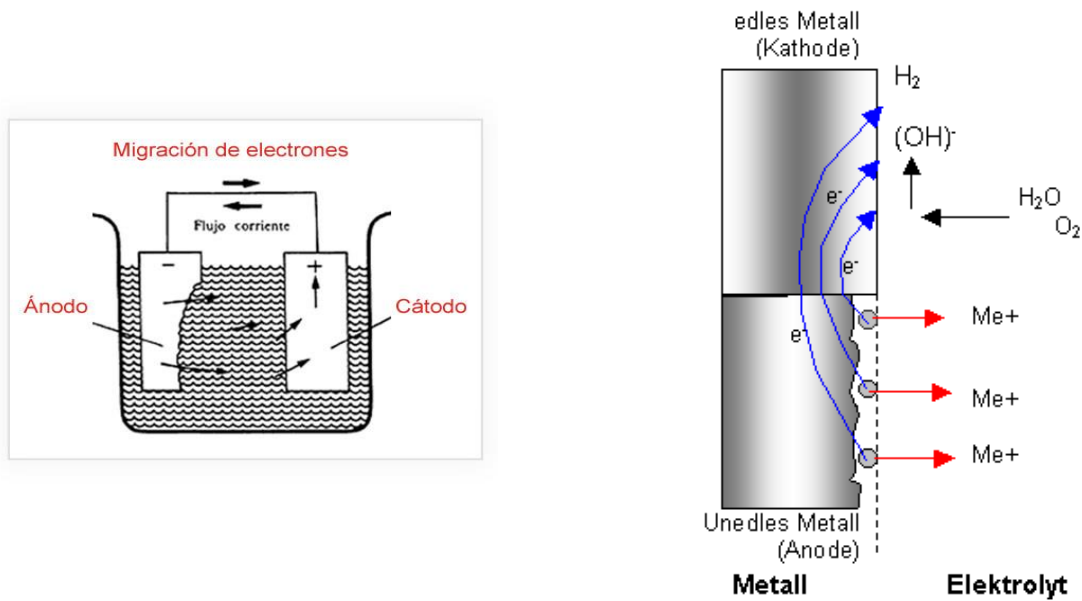 Migración de electrones
Flujo corriente
−
+
Ánodo
Cátodo
edles Metall
(Kathode)
H₂
(OH)⁻
H₂O
O₂
e⁻
e⁻
e⁻
Me+
Me+
Me+
Unedles Metall
(Anode)
Metall
Elektrolyt